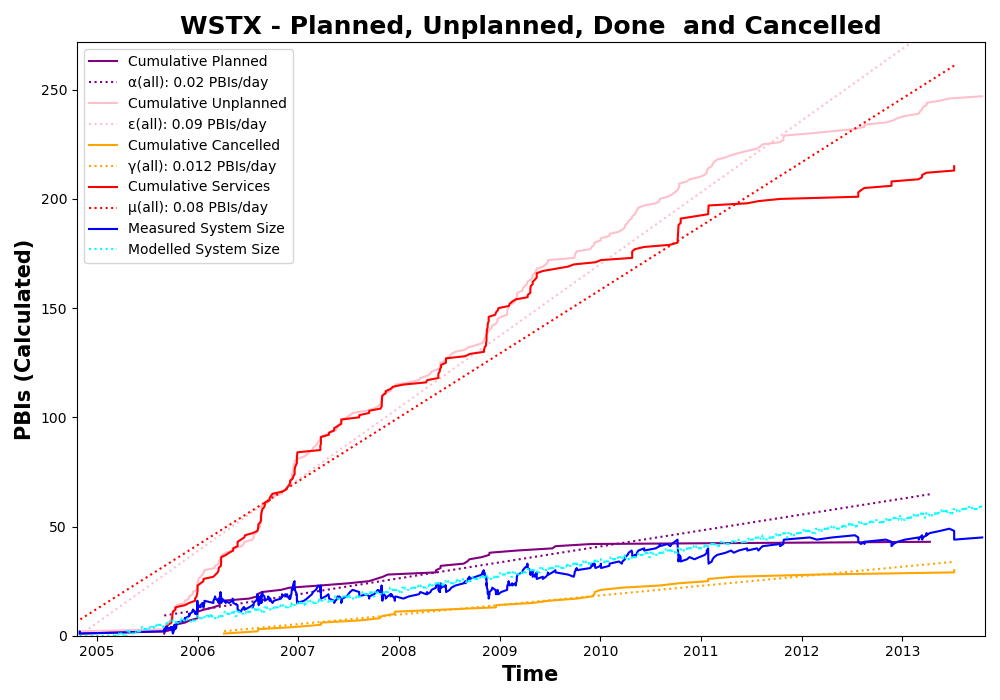 WSTX - Planned, Unplanned, Done  and Cancelled
Cumulative Planned
α(all): 0.02 PBIs/day
Cumulative Unplanned
ε(all): 0.09 PBIs/day
Cumulative Cancelled
γ(all): 0.012 PBIs/day
Cumulative Services
μ(all): 0.08 PBIs/day
Measured System Size
Modelled System Size
PBIs (Calculated)
250
200
150
100
50
0
2005 2006 2007 2008 2009 2010 2011 2012 2013
Time